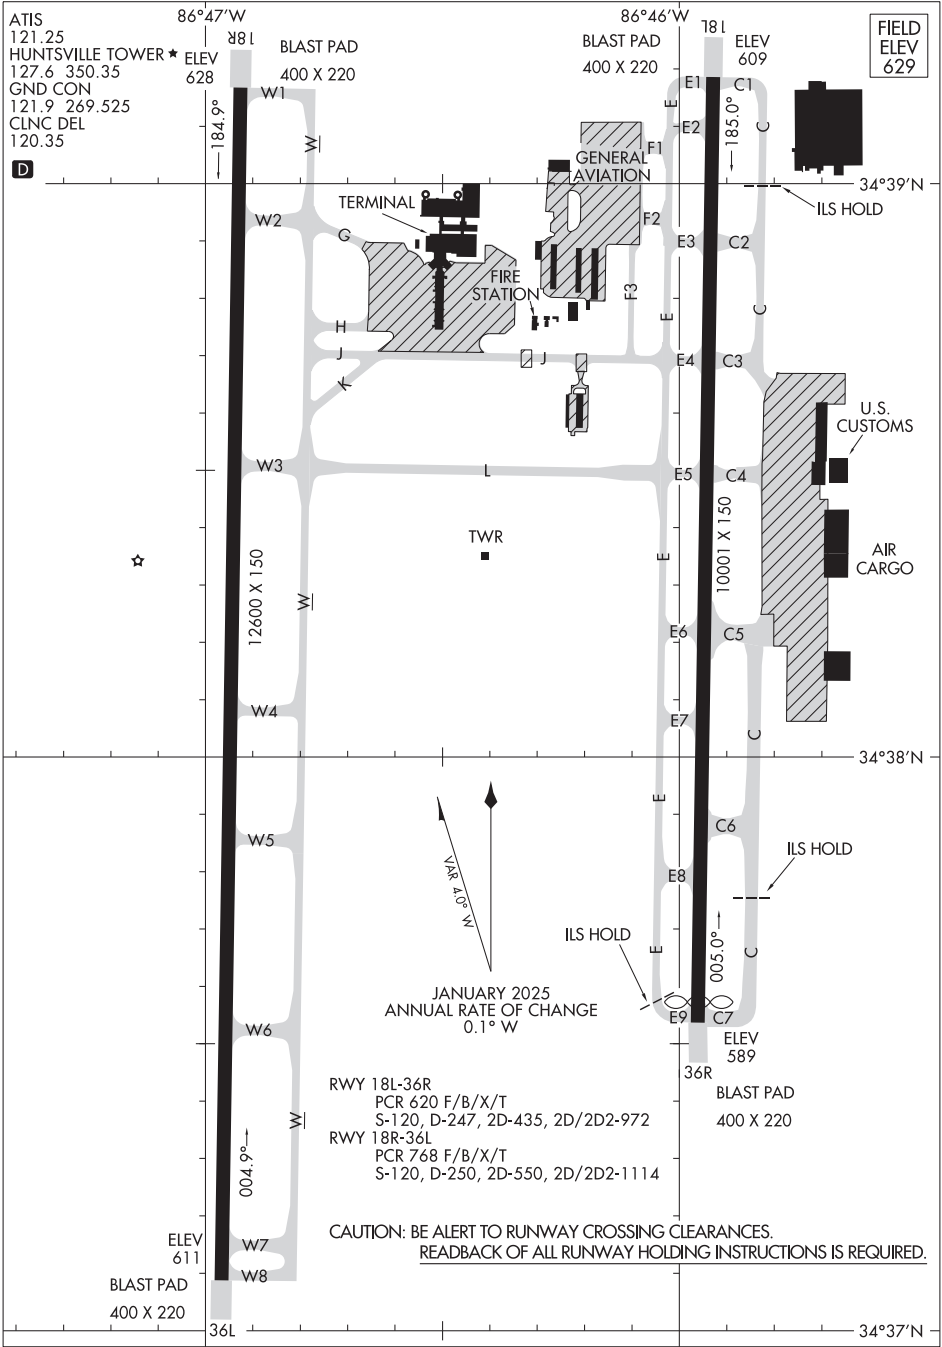 ATIS
121.25
HUNTSVILLE TOWER ★
127.6 350.35
GND CON
121.9 269.525
CLNC DEL
120.35
D
86°47'W
86°46'W
FIELD
ELEV
629
18R
ELEV
628
BLAST PAD
400 X 220
BLAST PAD
400 X 220
18L
ELEV
609
W1
184.9°
W
E1
C1
E
E2
185.0°
C
F1
GENERAL
AVIATION
34°39'N
ILS HOLD
TERMINAL
W2
G
F2
E3
C2
FIRE
STATION
F3
E
C
H
J
J
E4
C3
K
U.S.
CUSTOMS
W3
L
E5
C4
TWR
12600 X 150
10001 X 150
E
AIR
CARGO
W
E6
C5
W4
E7
C
34°38'N
E
C6
W5
VAR 4.0° W
ILS HOLD
E8
ILS HOLD
E
005.0°
C
JANUARY 2025
ANNUAL RATE OF CHANGE
0.1° W
E9
C7
W6
ELEV
589
36R
BLAST PAD
400 X 220
RWY 18L-36R
PCR 620 F/B/X/T
S-120, D-247, 2D-435, 2D/2D2-972
RWY 18R-36L
PCR 768 F/B/X/T
S-120, D-250, 2D-550, 2D/2D2-1114
W
004.9°
CAUTION: BE ALERT TO RUNWAY CROSSING CLEARANCES.
READBACK OF ALL RUNWAY HOLDING INSTRUCTIONS IS REQUIRED.
ELEV
611
W7
W8
BLAST PAD
400 X 220
36L
34°37'N